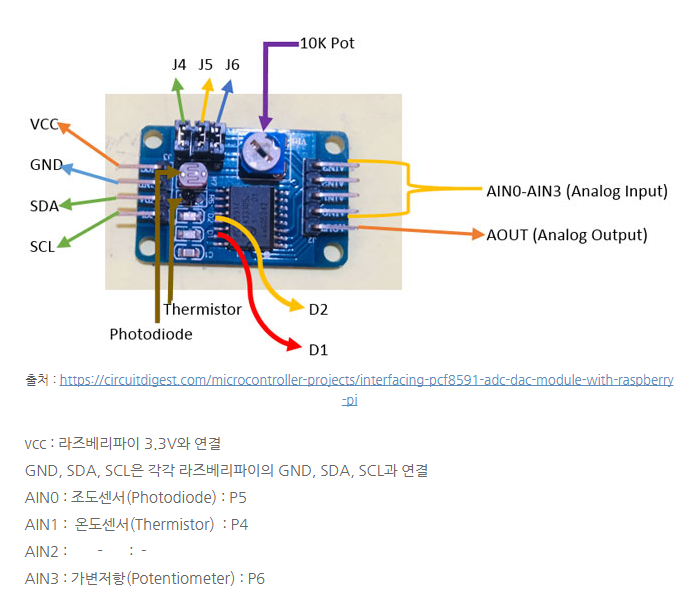 10K Pot
J4 J5 J6
VCC
GND
SDA
SCL
AIN0-AIN3 (Analog Input)
AOUT (Analog Output)
Thermistor
Photodiode
D2
D1
출처 : https://circuitdigest.com/microcontroller-projects/interfacing-pcf8591-adc-dac-module-with-raspberry
-pi
vcc : 라즈베리파이 3.3V와 연결
GND, SDA, SCL은 각각 라즈베리파이의 GND, SDA, SCL과 연결
AIN0 : 조도센서(Photodiode) : P5
AIN1 : 온도센서(Thermistor) : P4
AIN2 : - : -
AIN3 : 가변저항(Potentiometer) : P6